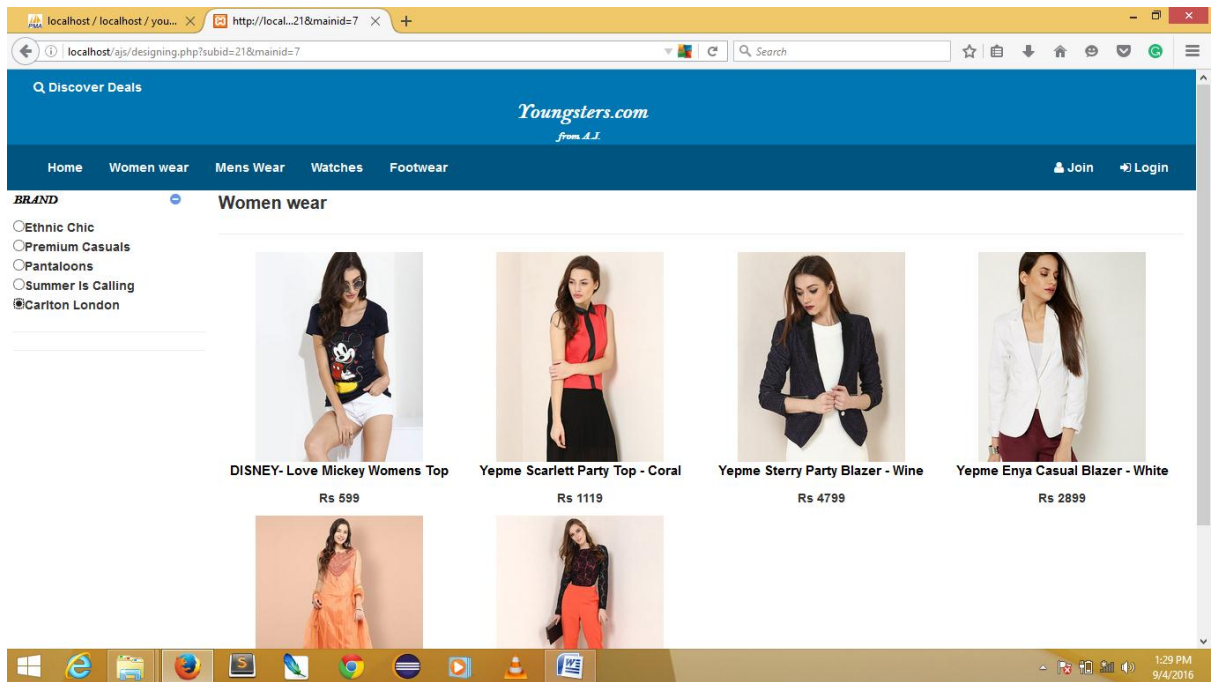 localhost / localhost / you...
http://local...21&mainid=7
localhost/ajs/designing.php?subid=21&mainid=7
Search
Discover Deals
Youngsters.com
from A.J.
Home Women wear Mens Wear Watches Footwear Join Login
BRAND
Ethnic Chic
Premium Casuals
Pantaloons
Summer Is Calling
Carlton London
Women wear
DISNEY- Love Mickey Womens Top
Rs 599
Yepme Scarlett Party Top - Coral
Rs 1119
Yepme Sterry Party Blazer - Wine
Rs 4799
Yepme Enya Casual Blazer - White
Rs 2899
1:29 PM
9/4/2016